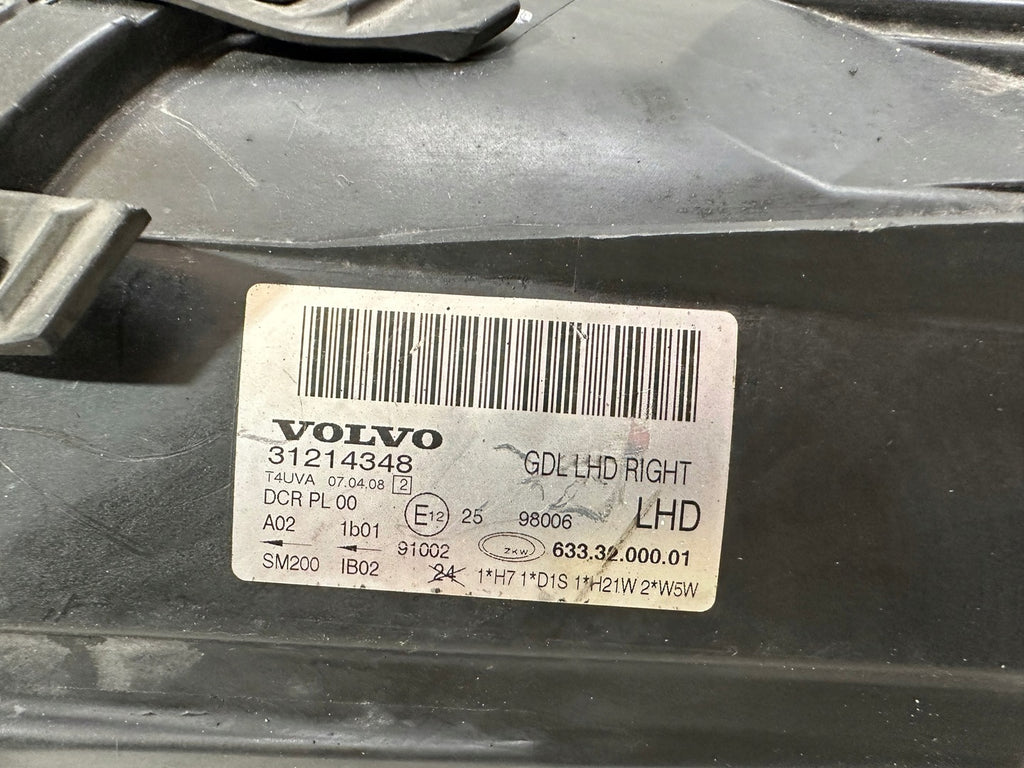 VOLVO
31214348
GDL LHD RIGHT
T4UVA 07.04.08 2
DCR PL 00
E12 25 98006 LHD
A02 1b01
91002 ZKW 633.32.000.01
SM200 IB02
24 1*H7 1*D1S 1*H21W 2*W5W